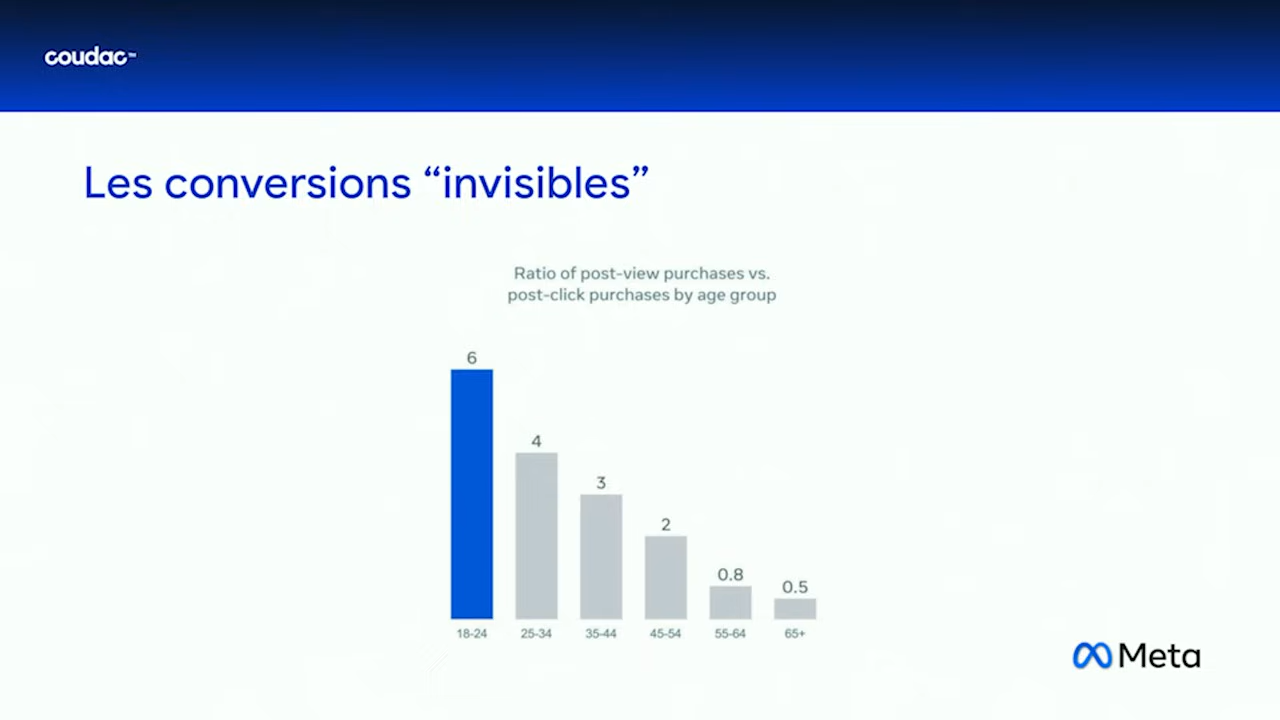 coudac™
Les conversions “invisibles”
Ratio of post-view purchases vs.
post-click purchases by age group
6
4
3
2
0.8
0.5
18-24
25-34
35-44
45-54
55-64
65+
Meta